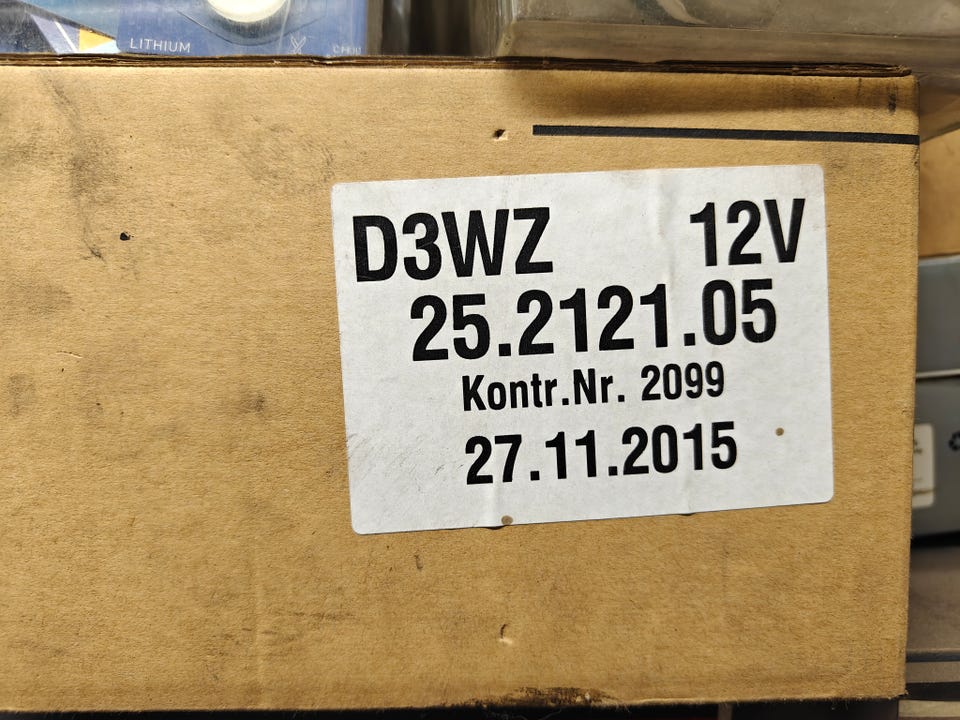 LITHIUM
D3WZ 12V
25.2121.05
Kontr.Nr. 2099
27.11.2015